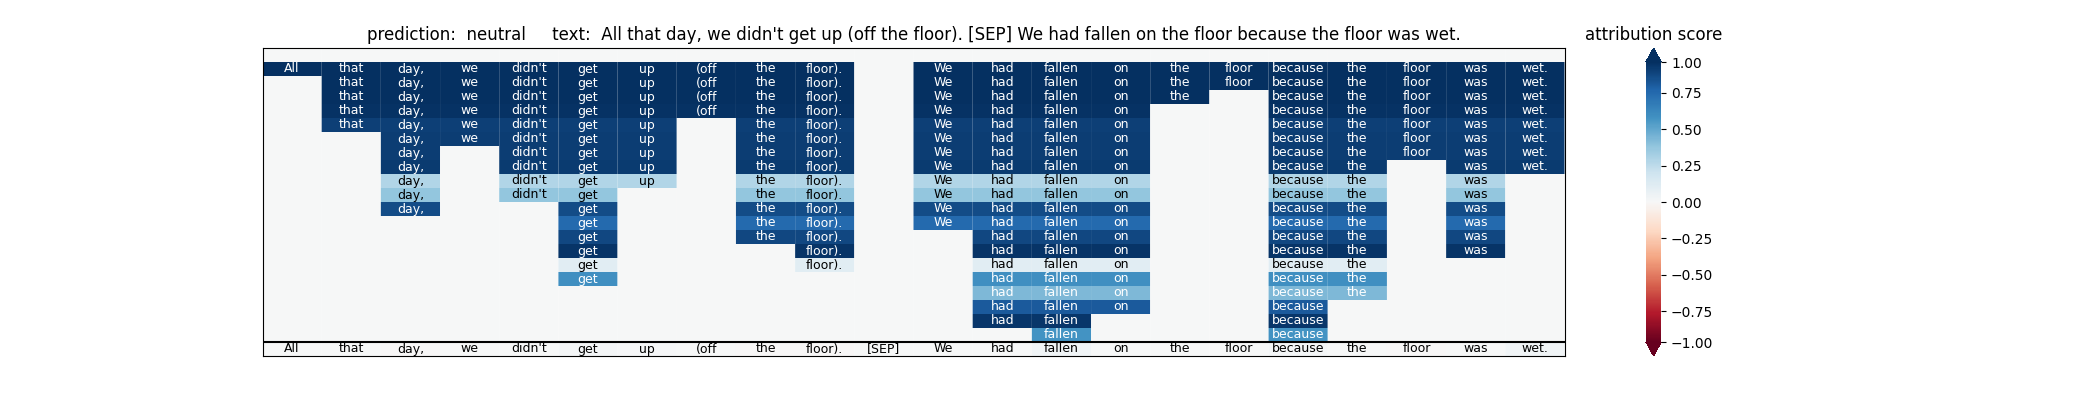 prediction: neutral text: All that day, we didn't get up (off the floor). [SEP] We had fallen on the floor because the floor was wet.
attribution score
All that day, we didn't get up (off the floor). We had fallen on the floor because the floor was wet.
that day, we didn't get up (off the floor). We had fallen on the floor because the floor was wet.
that day, we didn't get up (off the floor). We had fallen on the because the floor was wet.
that day, we didn't get up (off the floor). We had fallen on because the floor was wet.
that day, we didn't get up the floor). We had fallen on because the floor was wet.
day, we didn't get up the floor). We had fallen on because the floor was wet.
day, didn't get up the floor). We had fallen on because the floor was wet.
day, didn't get up the floor). We had fallen on because the was wet.
day, didn't get up the floor). We had fallen on because the was
day, didn't get the floor). We had fallen on because the was
day, get the floor). We had fallen on because the was
get the floor). We had fallen on because the was
get the floor). had fallen on because the was
get floor). had fallen on because the was
get floor). had fallen on because the
get had fallen on because the
had fallen on because the
had fallen on because
had fallen because
fallen because
All that day, we didn't get up (off the floor). [SEP] We had fallen on the floor because the floor was wet.
1.00
0.75
0.50
0.25
0.00
−0.25
−0.50
−0.75
−1.00